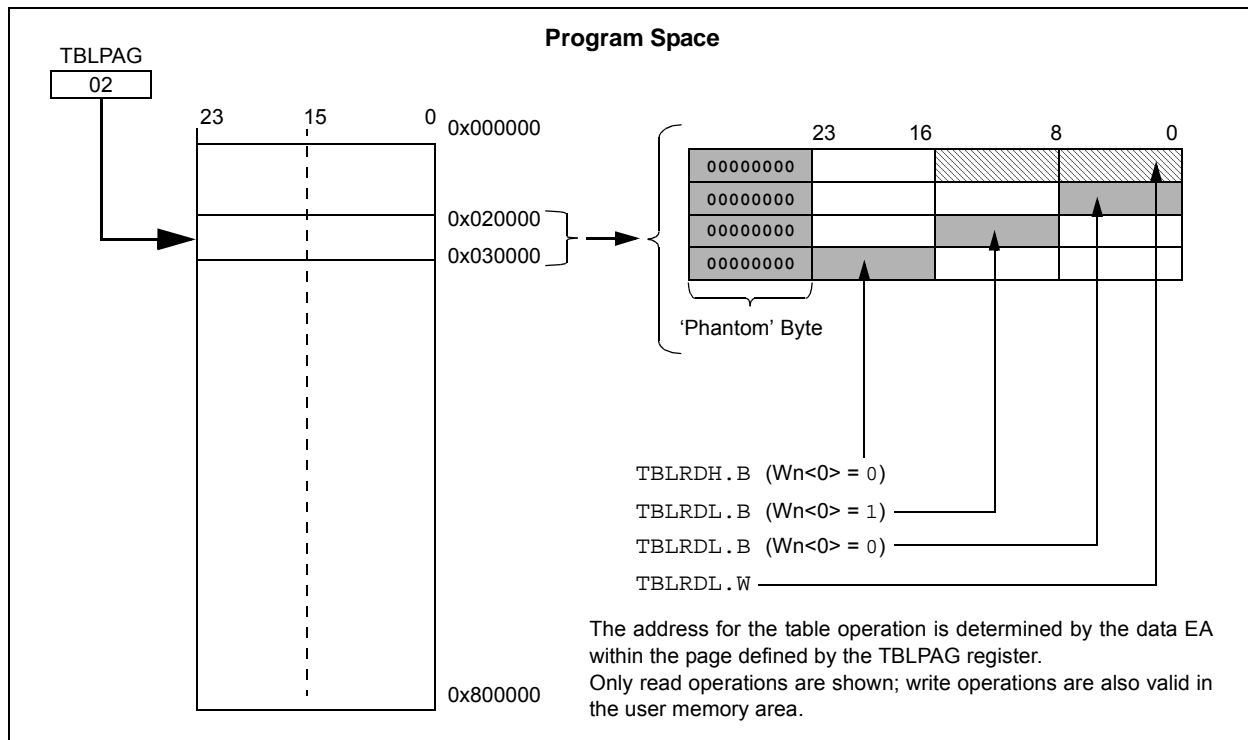 Program Space
TBLPAG
02
23 15 0
0x000000
0x020000
0x030000
0x800000
23 16 8 0
00000000
00000000
00000000
00000000
‘Phantom’ Byte
TBLRDH.B (Wn<0> = 0)
TBLRDL.B (Wn<0> = 1)
TBLRDL.B (Wn<0> = 0)
TBLRDL.W
The address for the table operation is determined by the data EA
within the page defined by the TBLPAG register.
Only read operations are shown; write operations are also valid in
the user memory area.